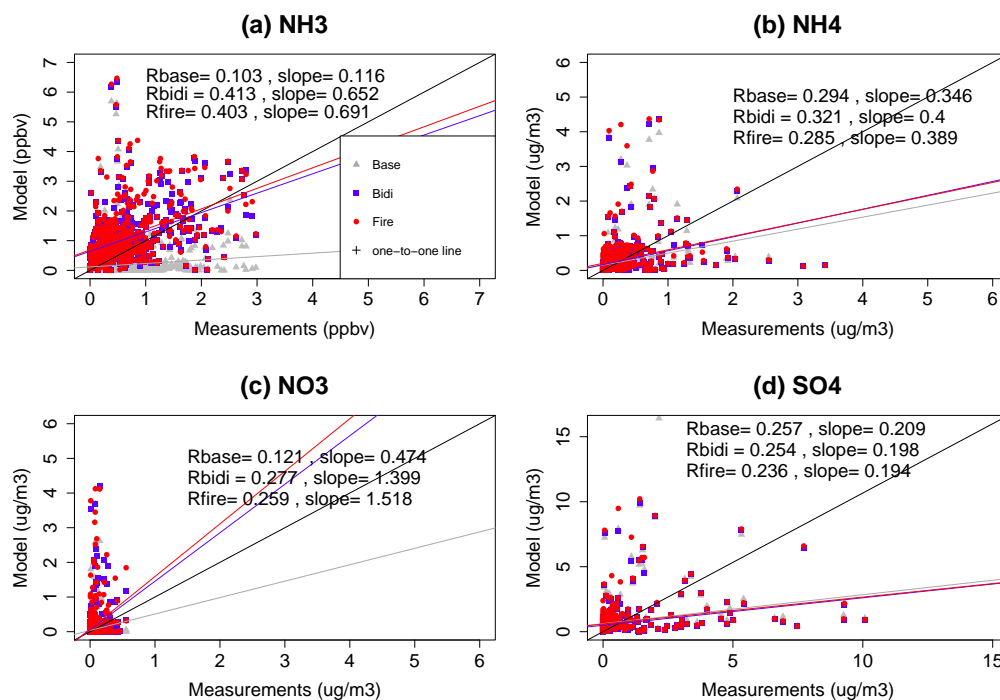 (a) NH3
Rbase= 0.103 , slope= 0.116
Rbidi= 0.413 , slope= 0.652
Rfire= 0.403 , slope= 0.691
Base
Bidi
Fire
one−to−one line
0 1 2 3 4 5 6 7
0 1 2 3 4 5 6 7
Measurements (ppbv)
Model (ppbv)
(b) NH4
Rbase= 0.294 , slope= 0.346
Rbidi= 0.321 , slope= 0.4
Rfire= 0.285 , slope= 0.389
0 1 2 3 4 5 6
0 1 2 3 4 5 6
Measurements (ug/m3)
Model (ug/m3)
(c) NO3
Rbase= 0.121 , slope= 0.474
Rbidi= 0.277 , slope= 1.399
Rfire= 0.259 , slope= 1.518
0 1 2 3 4 5 6
0 1 2 3 4 5 6
Measurements (ug/m3)
Model (ug/m3)
(d) SO4
Rbase= 0.257 , slope= 0.209
Rbidi= 0.254 , slope= 0.198
Rfire= 0.236 , slope= 0.194
0 5 10 15
0 5 10 15
Measurements (ug/m3)
Model (ug/m3)